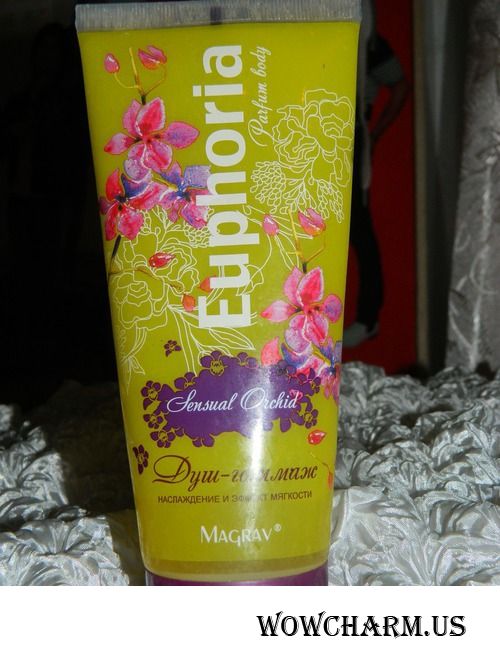 Euphoria
Parfum body
Sensual Orchid
Душ-гоммаж
НАСЛАЖДЕНИЕ И ЭФФЕКТ МЯГКОСТИ
MAGRAV®
WOWCHARM.US